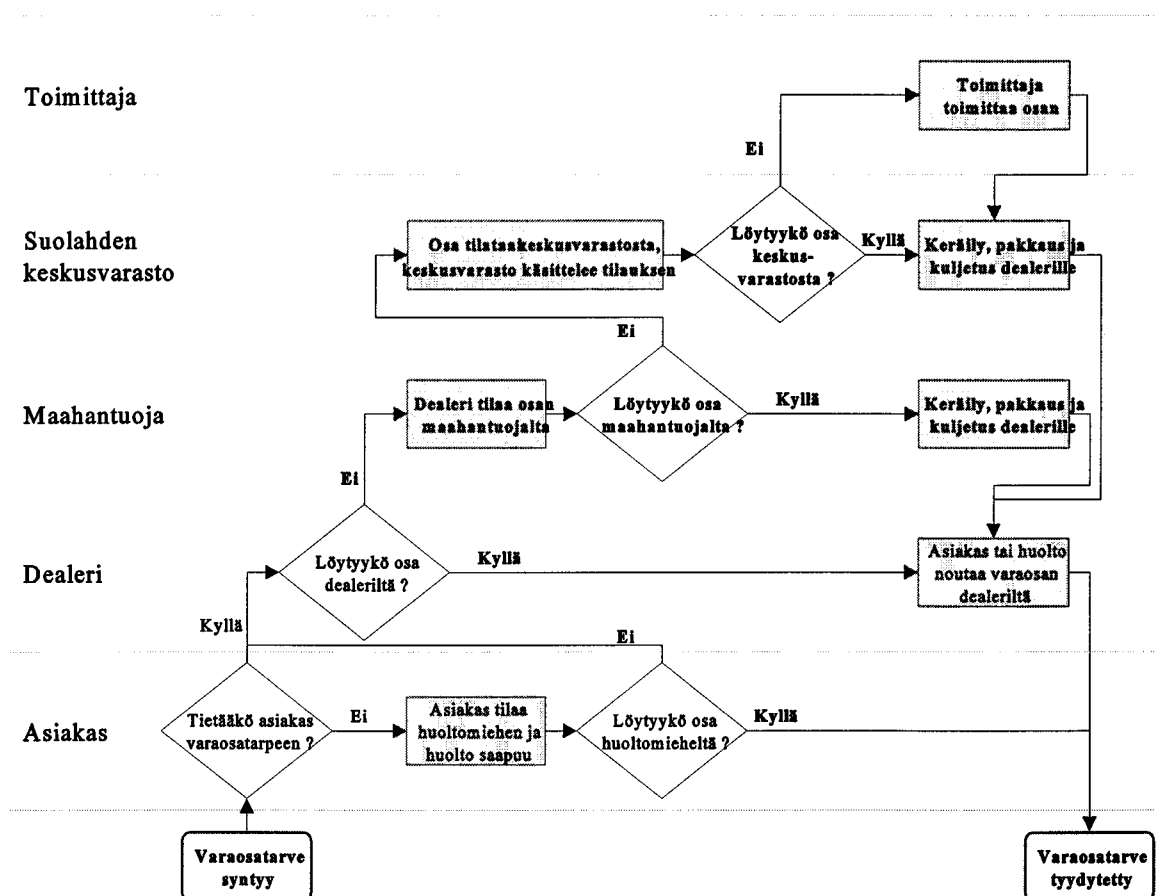 Toimittaja
Toimittaja
toimittaa osan
Ei
Suolahden
keskusvarasto
Osa tilataakeskusvarastosta,
keskusvarasto käsittelee tilauksen
Löytyykö osa
keskus-
varastosta ?
Kyllä
Keräily, pakkaus ja
kuljetus dealerille
Ei
Maahantuoja
Dealeri tilaa osan
maahantuojalta
Löytyykö osa
maahantuojalta ?
Kyllä
Keräily, pakkaus ja
kuljetus dealerille
Ei
Dealeri
Löytyykö osa
dealeriltä ?
Kyllä
Asiakas tai huolto
noutaa varaosan
dealeriltä
Kyllä
Ei
Asiakas
Tietääkö asiakas
varaosatarpeen ?
Ei
Asiakas tilaa
huoltomiehen ja
huolto saapuu
Löytyykö osa
huoltomieheltä ?
Kyllä
Varaosatarve
syntyy
Varaosatarve
tyydytetty